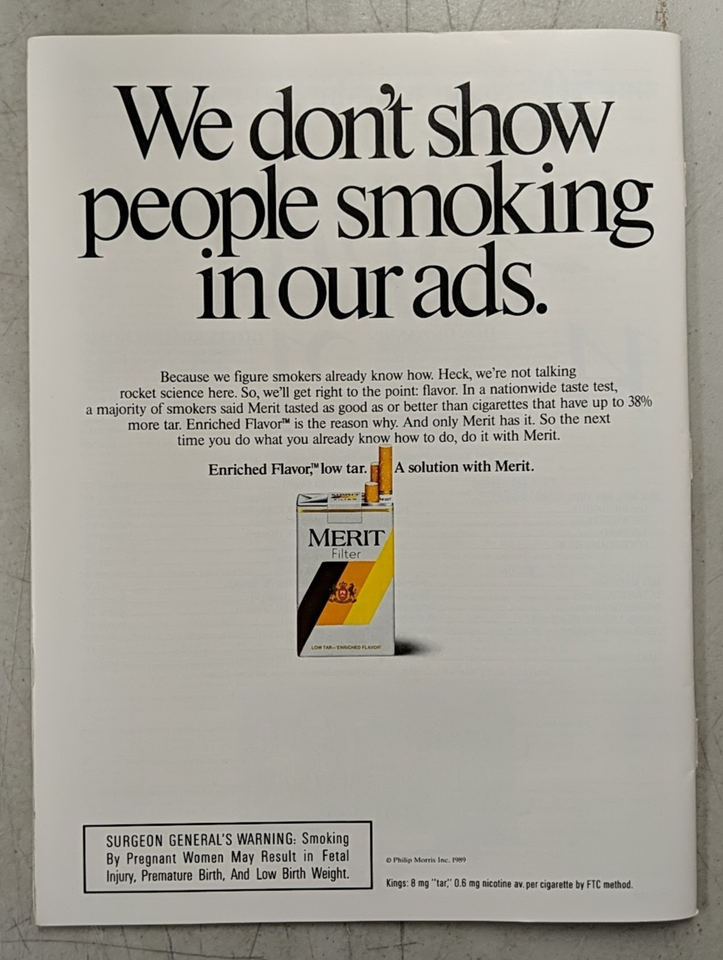 We don't show
people smoking
in our ads.
Because we figure smokers already know how. Heck, we're not talking
rocket science here. So, we'll get right to the point: flavor. In a nationwide taste test,
a majority of smokers said Merit tasted as good as or better than cigarettes that have up to 38%
more tar. Enriched Flavor™ is the reason why. And only Merit has it. So the next
time you do what you already know how to do, do it with Merit.
Enriched Flavor,™ low tar. A solution with Merit.
MERIT
Filter
LOW TAR—'ENRICHED FLAVOR'
SURGEON GENERAL'S WARNING: Smoking
By Pregnant Women May Result in Fetal
Injury, Premature Birth, And Low Birth Weight.
© Philip Morris Inc. 1989
Kings: 8 mg "tar," 0.6 mg nicotine av. per cigarette by FTC method.